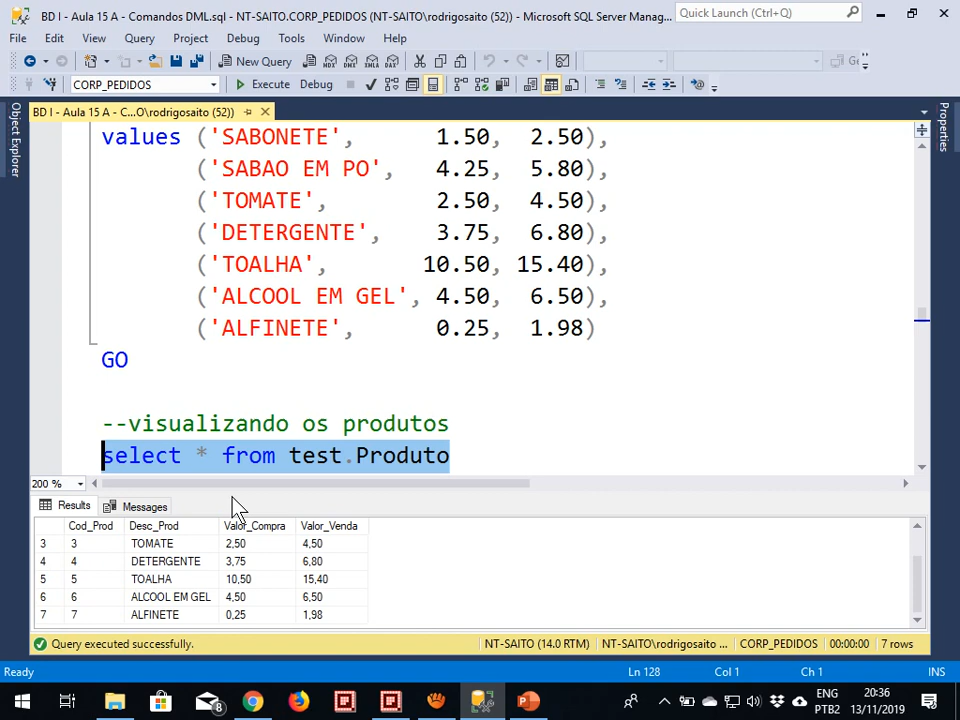 BD I - Aula 15 A - Comandos DML.sql - NT-SAITO.CORP_PEDIDOS (NT-SAITO\rodrigosaito (52)) - Microsoft SQL Server Manag...
Quick Launch (Ctrl+Q)
File Edit View Query Project Debug Tools Window Help
New Query
CORP_PEDIDOS
Execute Debug
BD I - Aula 15 A - C...O\rodrigosaito (52))
Object Explorer
Properties
values ('SABONETE', 1.50, 2.50),
('SABAO EM PO', 4.25, 5.80),
('TOMATE', 2.50, 4.50),
('DETERGENTE', 3.75, 6.80),
('TOALHA', 10.50, 15.40),
('ALCOOL EM GEL', 4.50, 6.50),
('ALFINETE', 0.25, 1.98)
GO
--visualizando os produtos
select * from test.Produto
200 %
Results Messages
Cod_Prod Desc_Prod Valor_Compra Valor_Venda
3 3 TOMATE 2,50 4,50
4 4 DETERGENTE 3,75 6,80
5 5 TOALHA 10,50 15,40
6 6 ALCOOL EM GEL 4,50 6,50
7 7 ALFINETE 0,25 1,98
Query executed successfully. NT-SAITO (14.0 RTM) NT-SAITO\rodrigosaito ... CORP_PEDIDOS 00:00:00 7 rows
Ready Ln 128 Col 1 Ch 1 INS
8
ENG
PTB2
20:36
13/11/2019